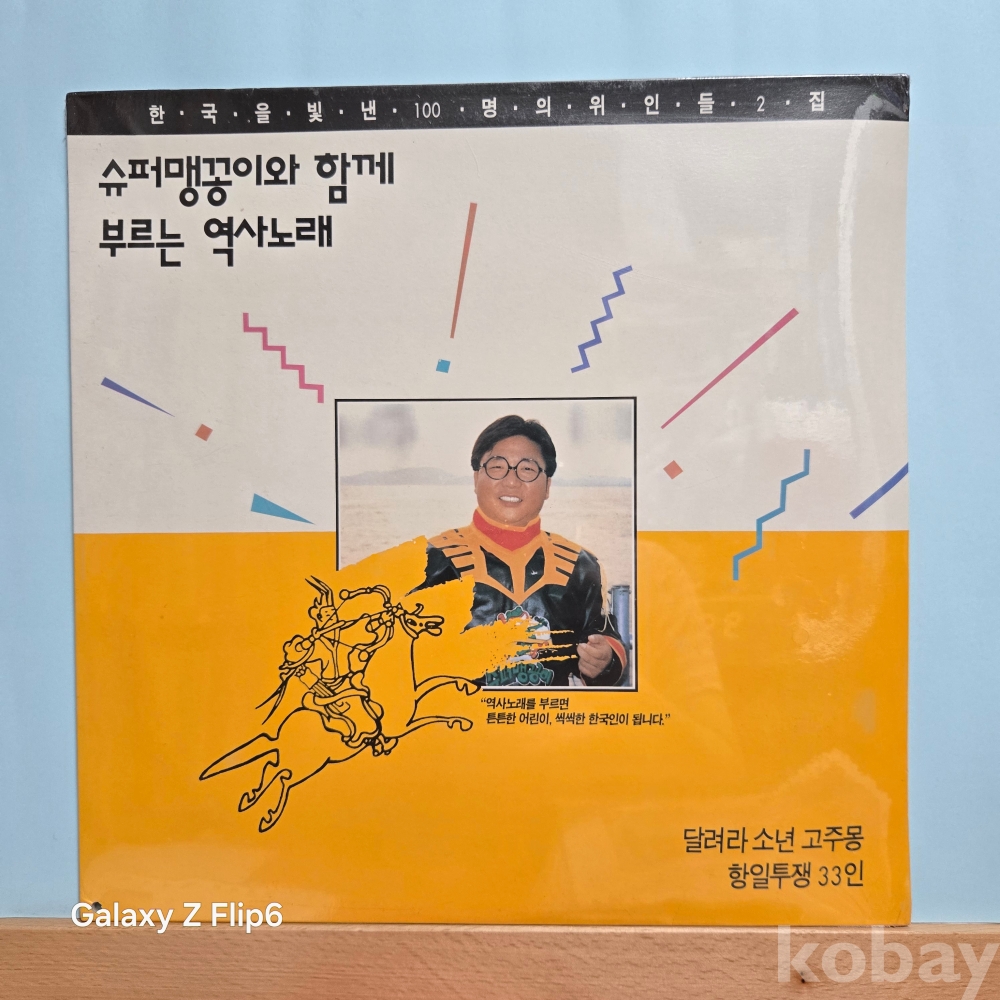 한·국·을·빛·낸·100·명·의·위·인·들·2·집
슈퍼맹꽁이와 함께
부르는 역사노래
“역사노래를 부르면
튼튼한 어린이, 씩씩한 한국인이 됩니다.”
달려라 소년 고주몽
항일투쟁 33인
Galaxy Z Flip6
kobay